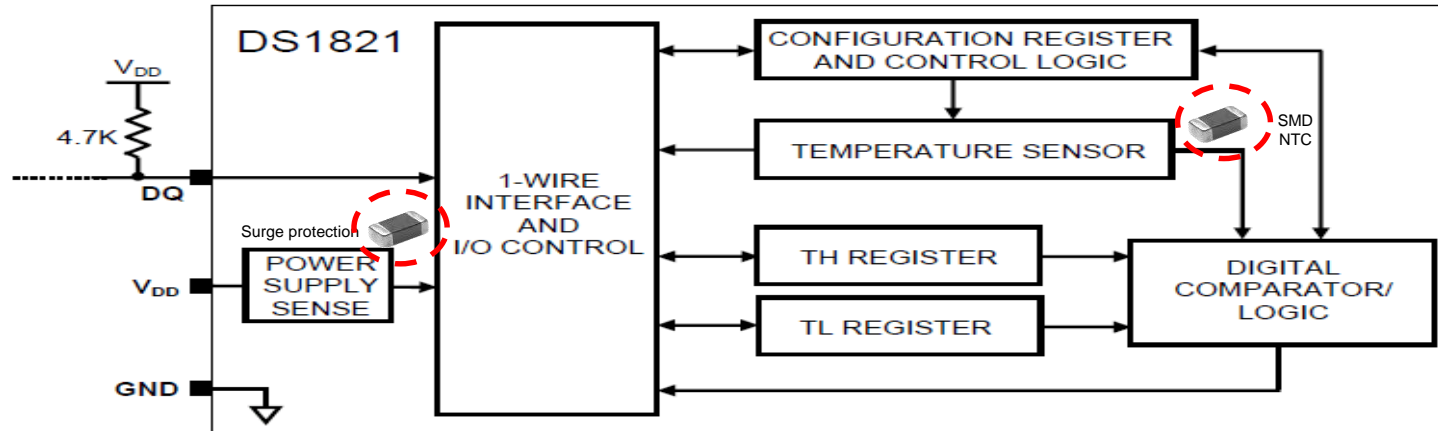 DS1821
VDD
4.7K
DQ
Surge protection
POWER
SUPPLY
SENSE
VDD
GND
1-WIRE
INTERFACE
AND
I/O CONTROL
CONFIGURATION REGISTER
AND CONTROL LOGIC
TEMPERATURE SENSOR
SMD
NTC
TH REGISTER
TL REGISTER
DIGITAL
COMPARATOR/
LOGIC